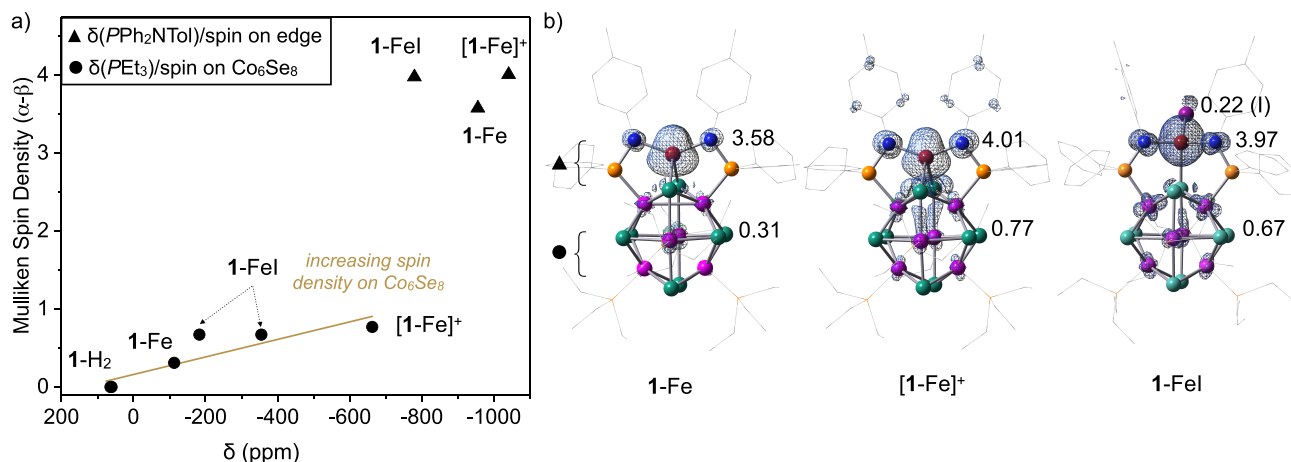 a)
Mulliken Spin Density (α-β)
4
3
2
1
0
▲ δ(PPh₂NTol)/spin on edge
● δ(PEt₃)/spin on Co₆Se₈
1-FeI
[1-Fe]⁺
1-Fe
1-FeI
increasing spin
density on Co₆Se₈
1-H₂
1-Fe
[1-Fe]⁺
200 0 -200 -400 -600 -800 -1000
δ (ppm)
b)
3.58
0.31
1-Fe
4.01
0.77
[1-Fe]⁺
0.22 (I)
3.97
0.67
1-FeI